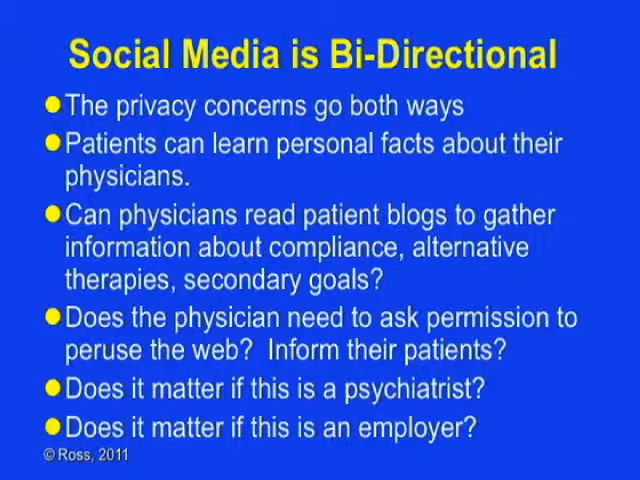 Social Media is Bi-Directional
The privacy concerns go both ways
Patients can learn personal facts about their
physicians.
Can physicians read patient blogs to gather
information about compliance, alternative
therapies, secondary goals?
Does the physician need to ask permission to
peruse the web?  Inform their patients?
Does it matter if this is a psychiatrist?
Does it matter if this is an employer?
© Ross, 2011